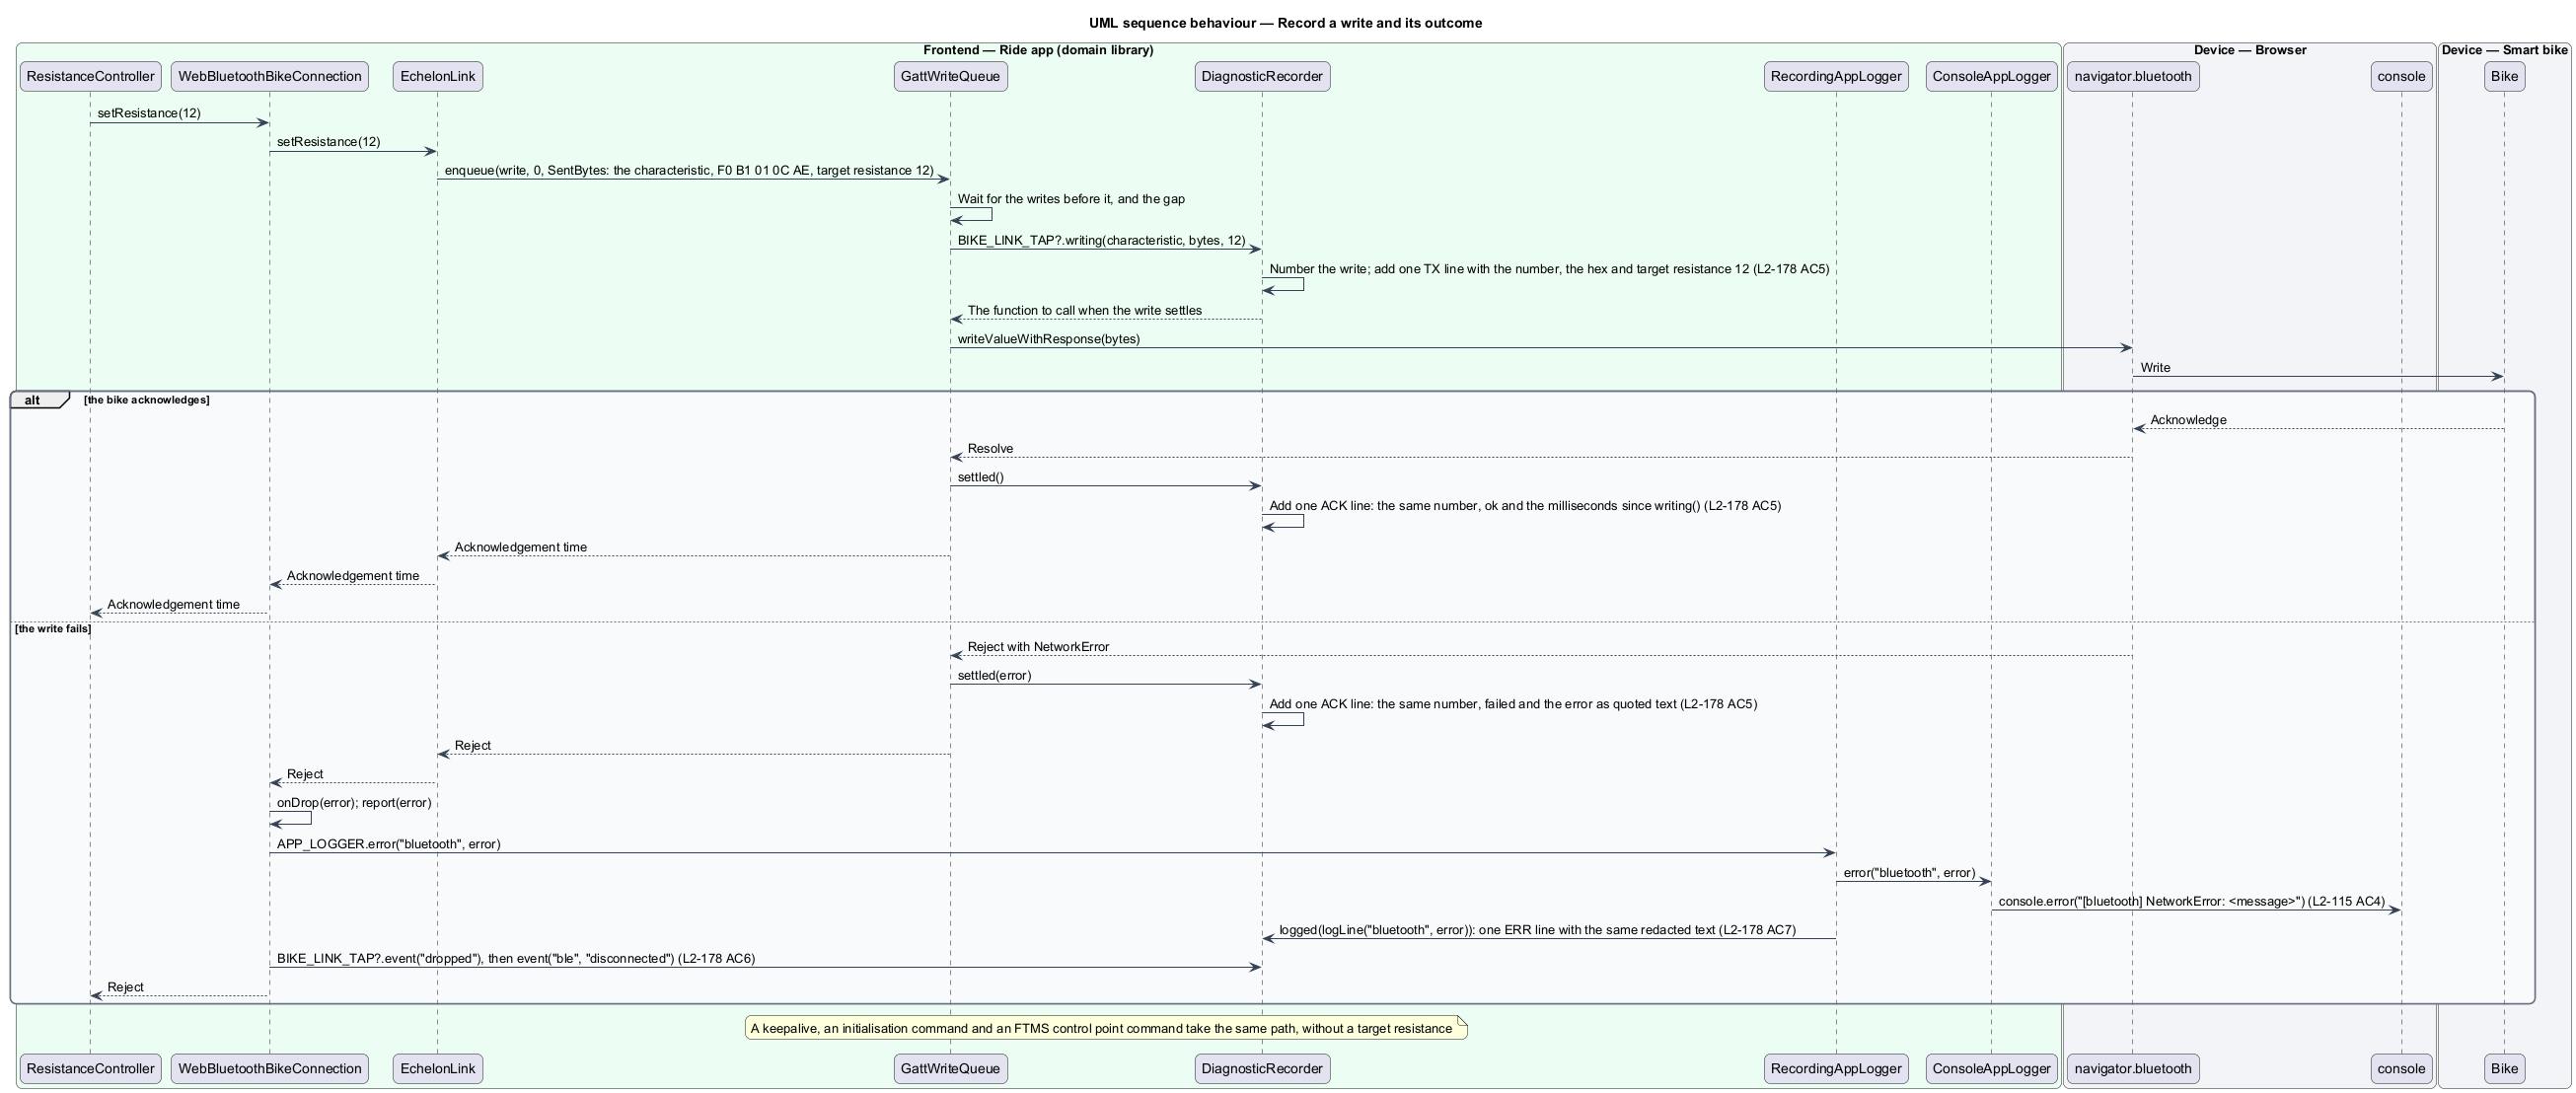 UML sequence behaviour — Record a write and its outcome
Frontend — Ride app (domain library)
Device — Browser
Device — Smart bike
ResistanceController
WebBluetoothBikeConnection
EchelonLink
GattWriteQueue
DiagnosticRecorder
RecordingAppLogger
ConsoleAppLogger
navigator.bluetooth
console
Bike
setResistance(12)
setResistance(12)
enqueue(write, 0, SentBytes: the characteristic, F0 B1 01 0C AE, target resistance 12)
Wait for the writes before it, and the gap
BIKE_LINK_TAP?.writing(characteristic, bytes, 12)
Number the write; add one TX line with the number, the hex and target resistance 12 (L2-178 AC5)
The function to call when the write settles
writeValueWithResponse(bytes)
Write
alt
[the bike acknowledges]
Acknowledge
Resolve
settled()
Add one ACK line: the same number, ok and the milliseconds since writing() (L2-178 AC5)
Acknowledgement time
Acknowledgement time
Acknowledgement time
[the write fails]
Reject with NetworkError
settled(error)
Add one ACK line: the same number, failed and the error as quoted text (L2-178 AC5)
Reject
Reject
onDrop(error); report(error)
APP_LOGGER.error("bluetooth", error)
error("bluetooth", error)
console.error("[bluetooth] NetworkError: <message>") (L2-115 AC4)
logged(logLine("bluetooth", error)): one ERR line with the same redacted text (L2-178 AC7)
BIKE_LINK_TAP?.event("dropped"), then event("ble", "disconnected") (L2-178 AC6)
Reject
A keepalive, an initialisation command and an FTMS control point command take the same path, without a target resistance
ResistanceController
WebBluetoothBikeConnection
EchelonLink
GattWriteQueue
DiagnosticRecorder
RecordingAppLogger
ConsoleAppLogger
navigator.bluetooth
console
Bike